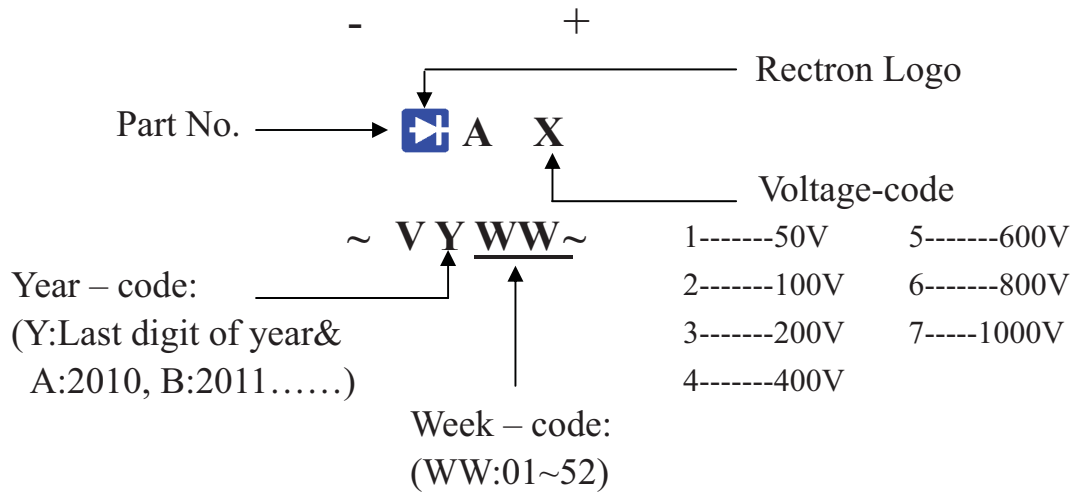 - +
Rectron Logo
Part No.
A X
Voltage-code
~ V Y WW~
1-------50V 5-------600V
Year – code:
2-------100V 6-------800V
(Y:Last digit of year&
3-------200V 7-----1000V
A:2010, B:2011……)
4-------400V
Week – code:
(WW:01~52)